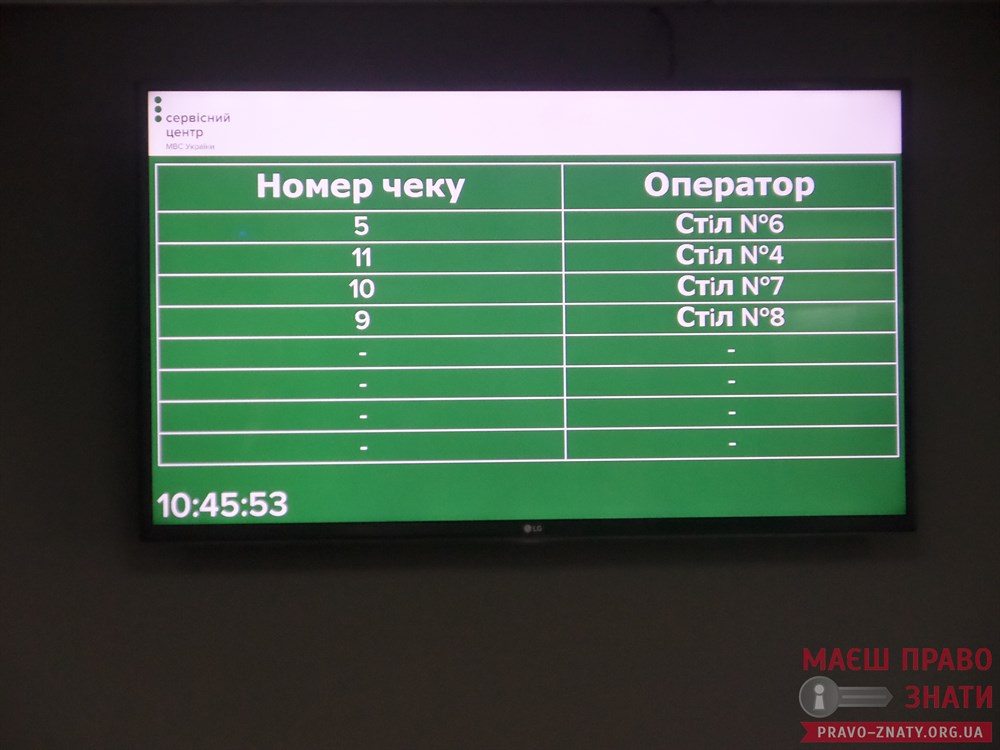 сервісний
центр
МВС України
Номер чеку Оператор
5 Стіл №6
11 Стіл №4
10 Стіл №7
9 Стіл №8
- -
- -
- -
- -
10:45:53
LG
МАЄШ ПРАВО
ЗНАТИ
PRAVO-ZNATY.ORG.UA